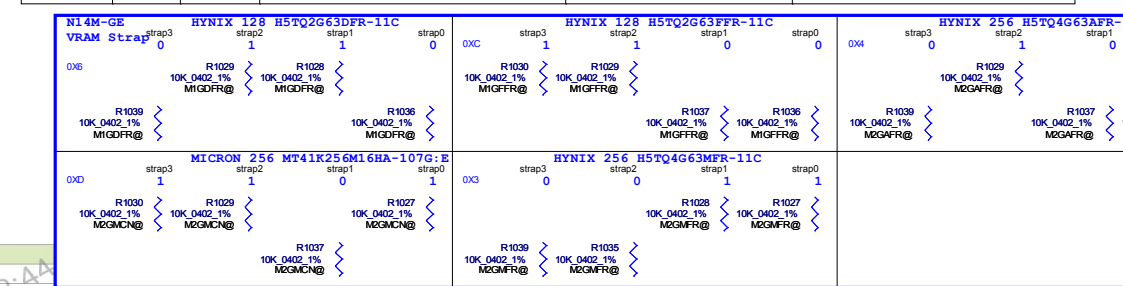 N14M-GE HYNIX 128 H5TQ2G63DFR-11C
VRAM Strap strap3 strap2 strap1 strap0
0 1 1 0
0X6
R1029 R1028
10K_0402_1% 10K_0402_1%
M1GDFR@ M1GDFR@
R1039 R1036
10K_0402_1% 10K_0402_1%
M1GDFR@ M1GDFR@
HYNIX 128 H5TQ2G63FFR-11C
strap3 strap2 strap1 strap0
0XC 1 1 0 0
R1030 R1029
10K_0402_1% 10K_0402_1%
M1GFFR@ M1GFFR@
R1037 R1036
10K_0402_1% 10K_0402_1%
M1GFFR@ M1GFFR@
HYNIX 256 H5TQ4G63AFR-
strap3 strap2 strap1
0X4 0 1 0
R1029
10K_0402_1%
M2GAFR@
R1039 R1037
10K_0402_1% 10K_0402_1%
M2GAFR@ M2GAFR@
MICRON 256 MT41K256M16HA-107G:E
strap3 strap2 strap1 strap0
0XD 1 1 0 1
R1030 R1029 R1027
10K_0402_1% 10K_0402_1% 10K_0402_1%
M2GMCN@ M2GMCN@ M2GMCN@
R1037
10K_0402_1%
M2GMCN@
HYNIX 256 H5TQ4G63MFR-11C
strap3 strap2 strap1 strap0
0X3 0 0 1 1
R1028 R1027
10K_0402_1% 10K_0402_1%
M2GMFR@ M2GMFR@
R1039 R1035
10K_0402_1% 10K_0402_1%
M2GMFR@ M2GMFR@